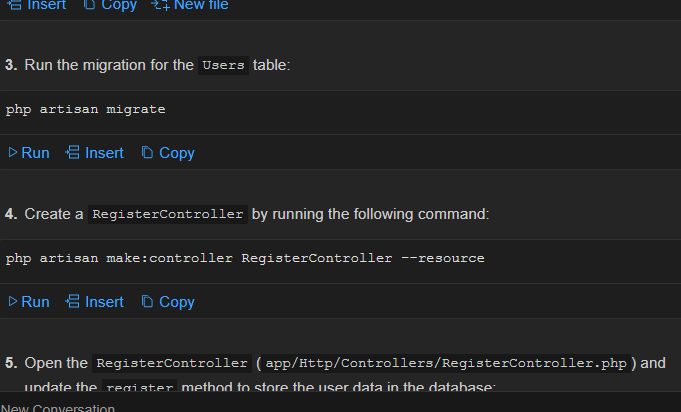 Insert Copy New file
3. Run the migration for the Users table:
php artisan migrate
Run Insert Copy
4. Create a RegisterController by running the following command:
php artisan make:controller RegisterController --resource
Run Insert Copy
5. Open the RegisterController (app/Http/Controllers/RegisterController.php) and
update the register method to store the user data in the database:
New Conversation